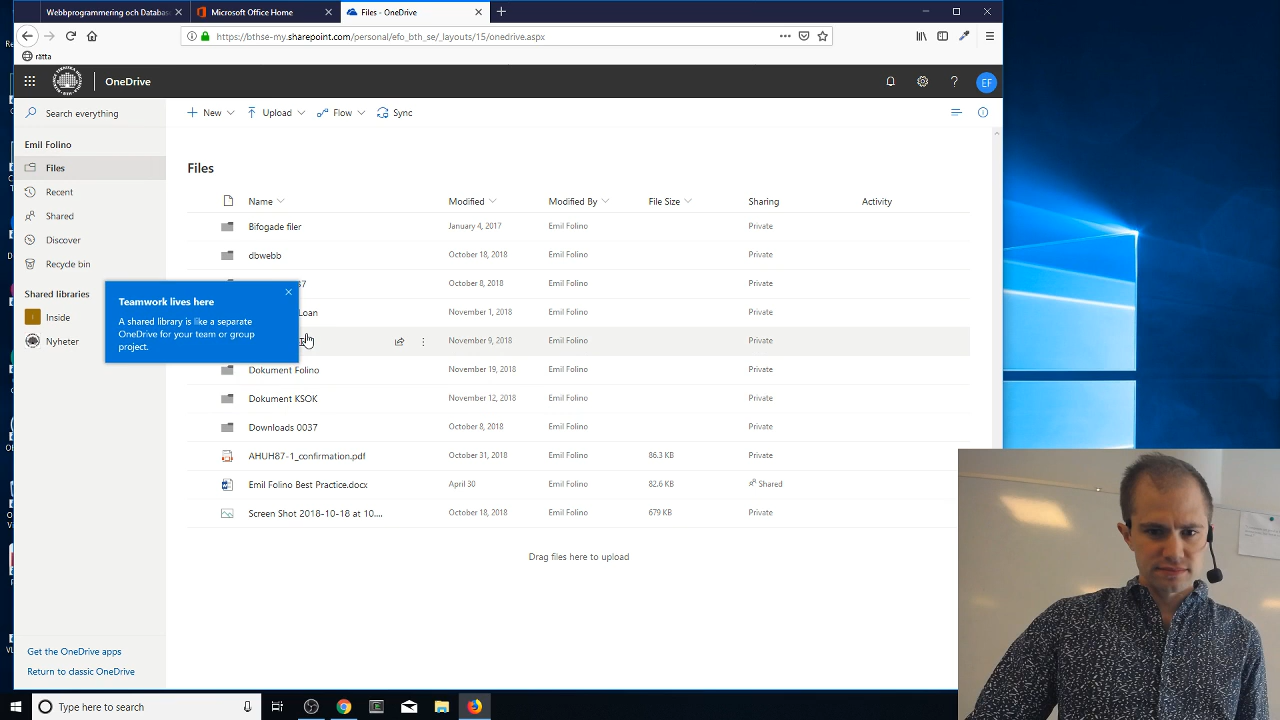 Webbprogrammering och Databas
Microsoft Office Home
Files - OneDrive
https://bthse-my.sharepoint.com/personal/efo_bth_se/_layouts/15/onedrive.aspx
rätta
OneDrive
EF
Search everything
New
Upload
Flow
Sync
Emil Folino
Files
Recent
Shared
Discover
Recycle bin
Shared libraries
Inside
Nyheter
Teamwork lives here
A shared library is like a separate
OneDrive for your team or group
project.
Files
Name Modified Modified By File Size Sharing Activity
Bifogade filer January 4, 2017 Emil Folino Private
dbwebb October 18, 2018 Emil Folino Private
October 8, 2018 Emil Folino Private
November 1, 2018 Emil Folino Private
November 9, 2018 Emil Folino Private
Dokument Folino November 19, 2018 Emil Folino Private
Dokument KSOK November 12, 2018 Emil Folino Private
Downloads 0037 October 8, 2018 Emil Folino Private
AHUH87-1_confirmation.pdf October 31, 2018 Emil Folino 86.3 KB Private
Emil Folino Best Practice.docx April 30 Emil Folino 82.6 KB Shared
Screen Shot 2018-10-18 at 10.... October 18, 2018 Emil Folino 679 KB Private
Drag files here to upload
Get the OneDrive apps
Return to classic OneDrive
Type here to search